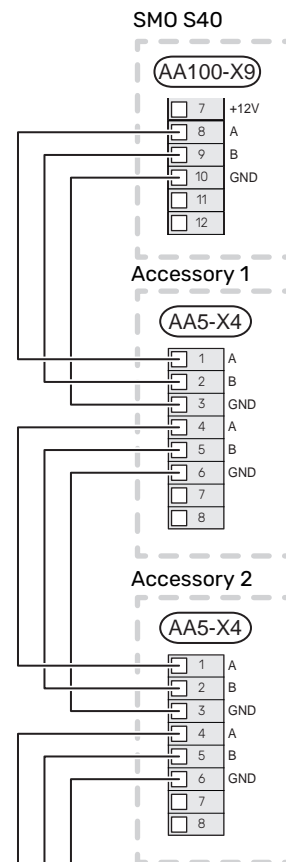 SMO S40
AA100-X9
7 +12V
8 A
9 B
10 GND
11
12
Accessory 1
AA5-X4
1 A
2 B
3 GND
4 A
5 B
6 GND
7
8
Accessory 2
AA5-X4
1 A
2 B
3 GND
4 A
5 B
6 GND
7
8